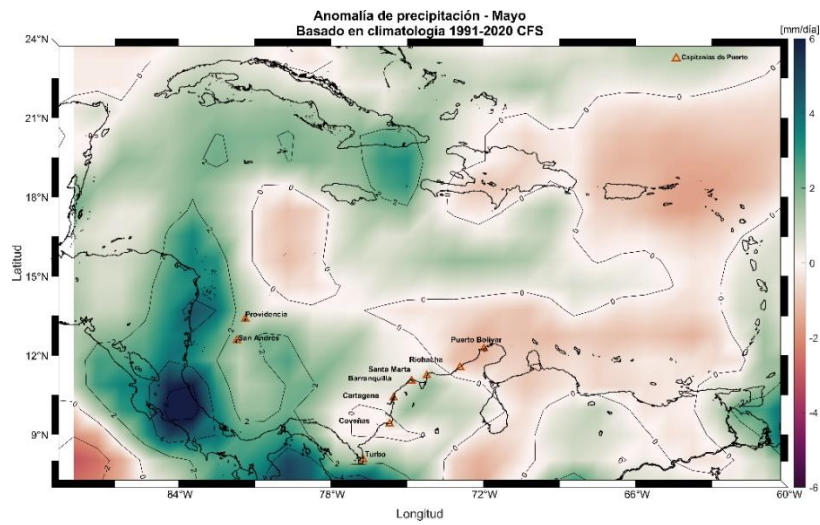 Anomalía de precipitación - Mayo
Basado en climatología 1991-2020 CFS
[mm/día]
24°N
21°N
18°N
15°N
12°N
9°N
Latitud
Capitanías de Puerto
Providencia
San Andrés
Puerto Bolívar
Riohacha
Santa Marta
Barranquilla
Cartagena
Coveñas
Turbo
84°W
78°W
72°W
66°W
60°W
Longitud
6
4
2
0
-2
-4
-6